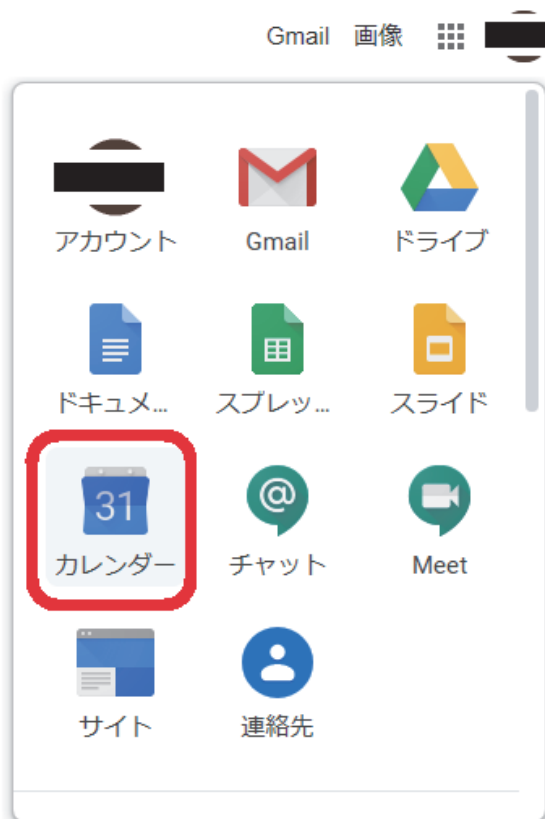 Gmail 画像
アカウント Gmail ドライブ
ドキュメ... スプレッ... スライド
31 @
カレンダー チャット Meet
サイト 連絡先